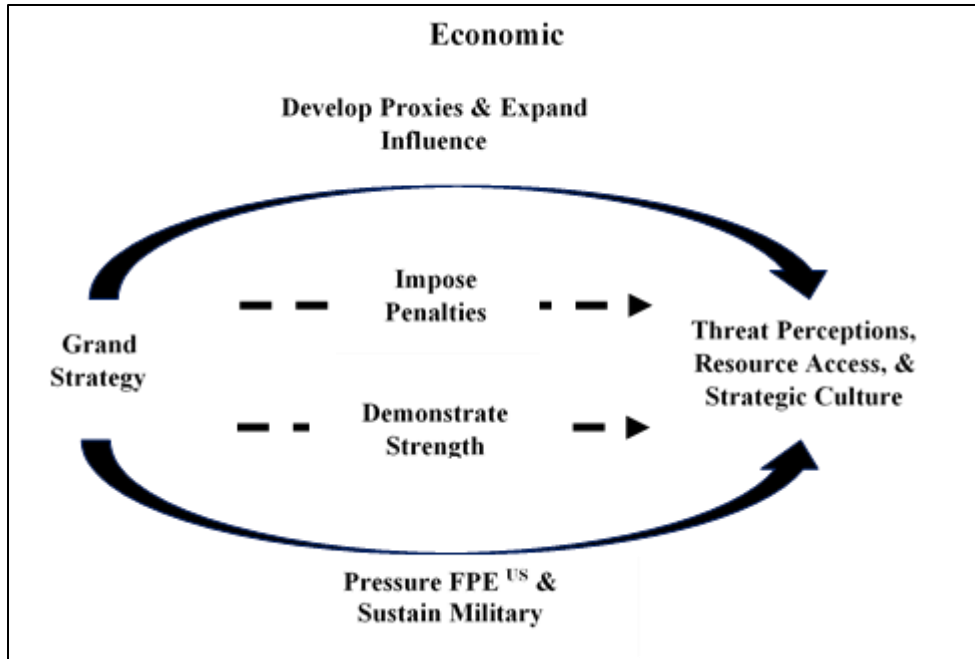 Economic
Develop Proxies & Expand
Influence
Impose
Penalties
Grand
Strategy
Threat Perceptions,
Resource Access, &
Strategic Culture
Demonstrate
Strength
Pressure FPE US &
Sustain Military